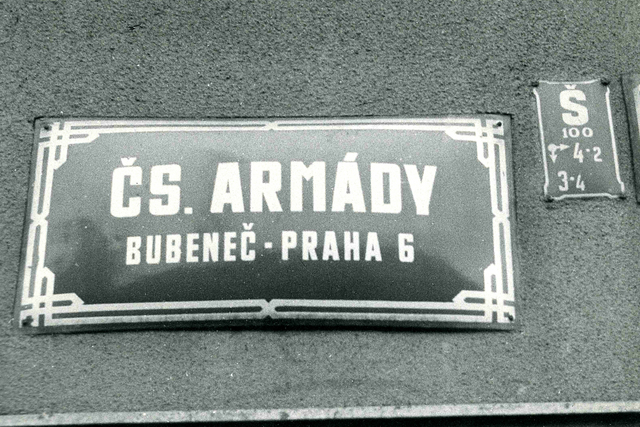 ČS. ARMÁDY
BUBENEČ - PRAHA 6
Š
100
4·2
3·4